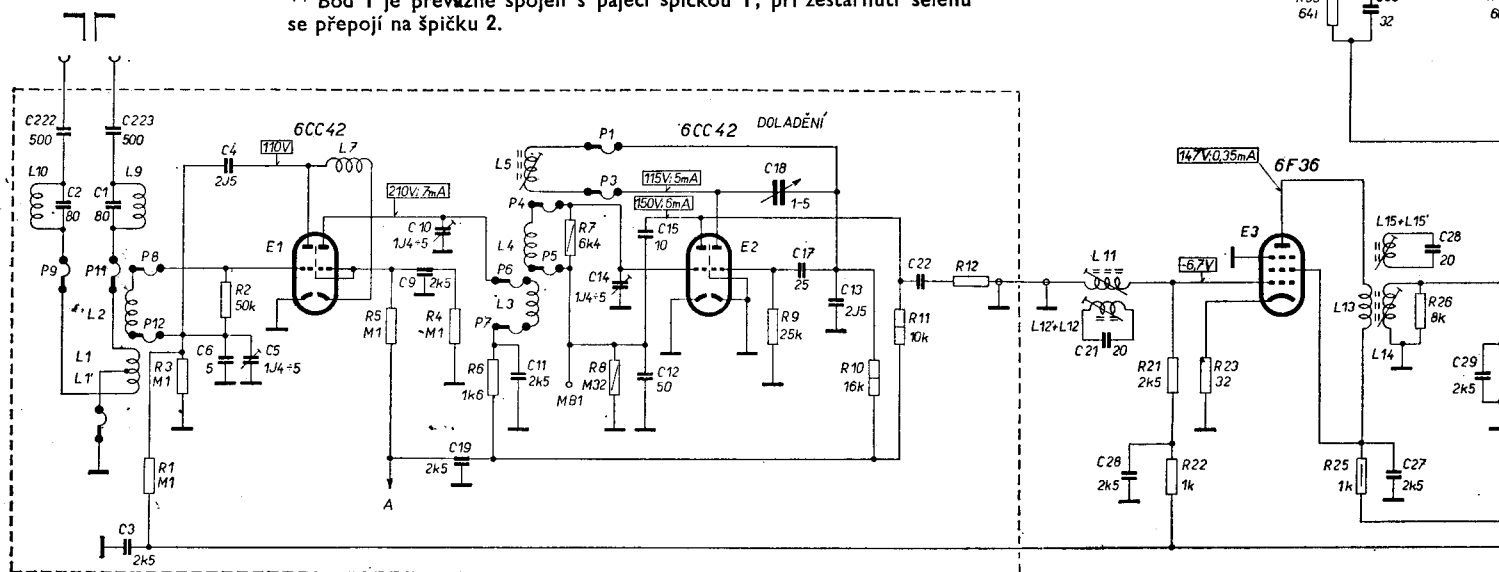 Bod 1 je převážně spojen s pájecí špičkou 1, při zestárnutí selenu
se přepojí na špičku 2.
64i
32
C222
500
C223
500
L10
C2
80
C1
80
L9
P9
P11
P8
L2
P12
L1
L1'
C4
2J5
110V
6CC42
L7
E1
R2
50k
C6
5
C5
1J4÷5
R3
M1
R1
M1
C3
2k5
210V; 7mA
C10
1J4÷5
C9
2k5
R5
M1
R4
M1
A
C19
2k5
L5
P1
P3
P4
L4
P5
P6
L3
P7
R7
6k4
R6
1k6
C11
2k5
MB1
R8
M32
C12
50
C14
1J4÷5
6CC42
DOLADĚNÍ
115V; 5mA
150V; 6mA
C15
10
C18
1-5
E2
C17
25
C13
2J5
R9
25k
R10
16k
R11
10k
C22
R12
L11
L12'+L12
C21
20
-6,7V
147V; 0,35mA
6F36
E3
R21
2k5
R23
32
C28
2k5
R22
1k
L15+L15'
C28
20
L13
L14
R26
8k
R25
1k
C27
2k5
C29
2k5